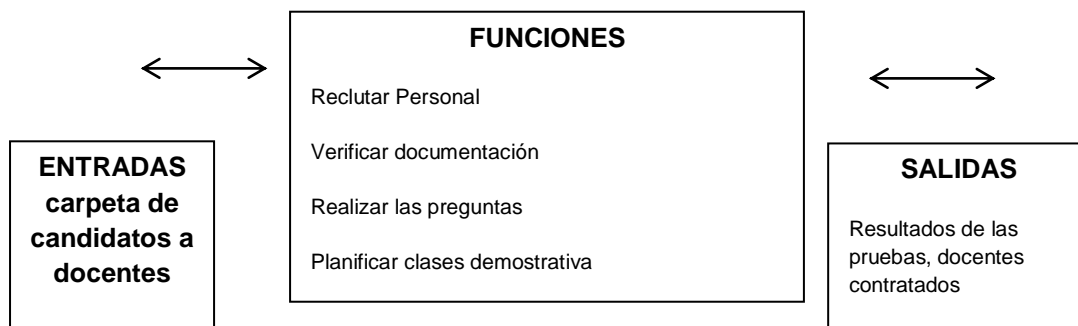 ENTRADAS
carpeta de
candidatos a
docentes
FUNCIONES
Reclutar Personal
Verificar documentación
Realizar las preguntas
Planificar clases demostrativa
SALIDAS
Resultados de las
pruebas, docentes
contratados